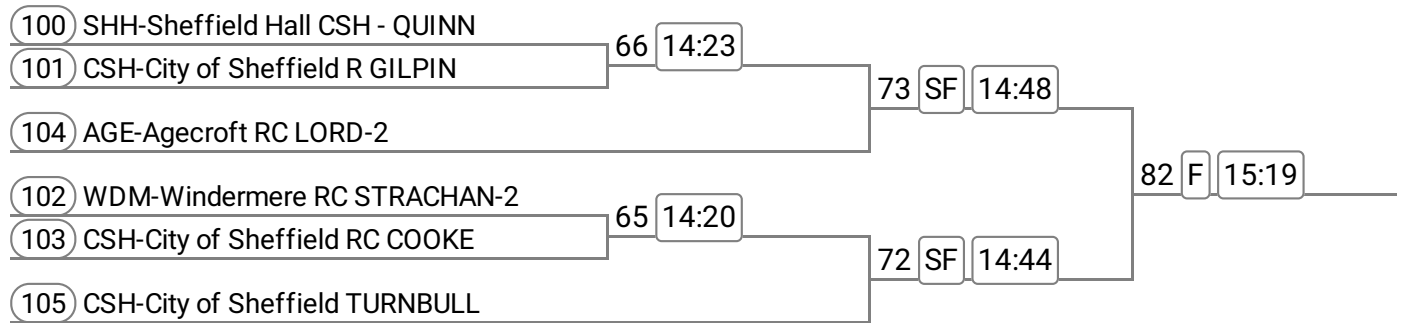 100 SHH-Sheffield Hall CSH - QUINN
66 14:23
101 CSH-City of Sheffield R GILPIN
73 SF 14:48
104 AGE-Agecroft RC LORD-2
82 F 15:19
102 WDM-Windermere RC STRACHAN-2
65 14:20
103 CSH-City of Sheffield RC COOKE
72 SF 14:44
105 CSH-City of Sheffield TURNBULL